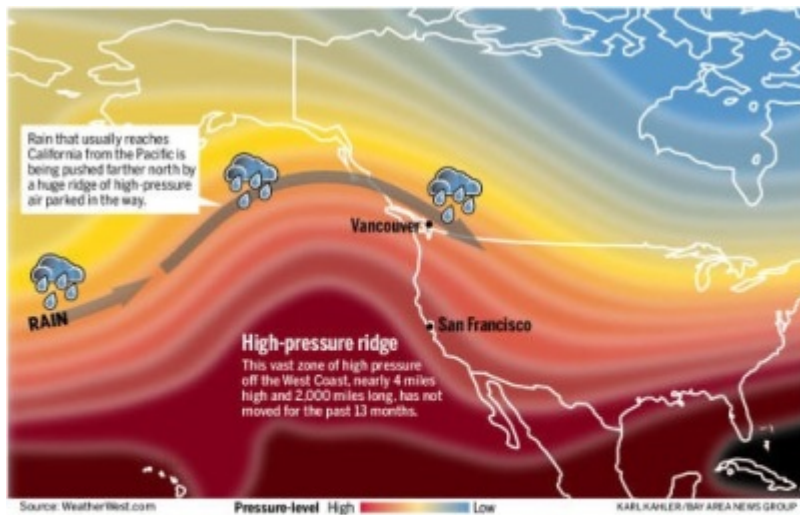 Rain that usually reaches
California from the Pacific is
being pushed farther north by
a huge ridge of high-pressure
air parked in the way.
Vancouver
RAIN
San Francisco
High-pressure ridge
This vast zone of high pressure
off the West Coast, nearly 4 miles
high and 2,000 miles long, has not
moved for the past 13 months.
Source: WeatherWest.com
Pressure-level High Low
KARL KAHLER/BAY AREA NEWS GROUP